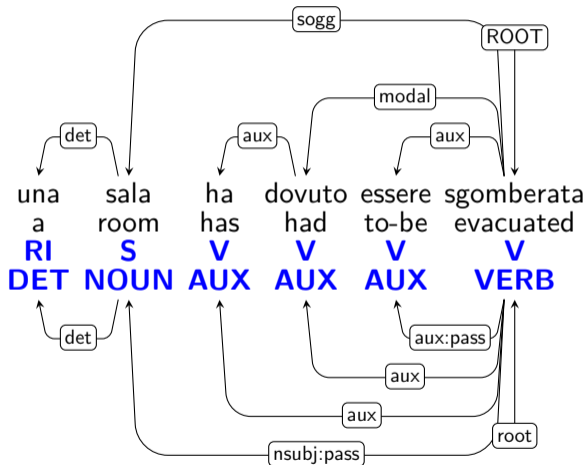 sogg
ROOT
modal
det aux aux
una sala ha dovuto essere sgomberata
a room has had to-be evacuated
RI S V V V V
DET NOUN AUX AUX AUX VERB
det aux:pass
aux
aux
root
nsubj:pass